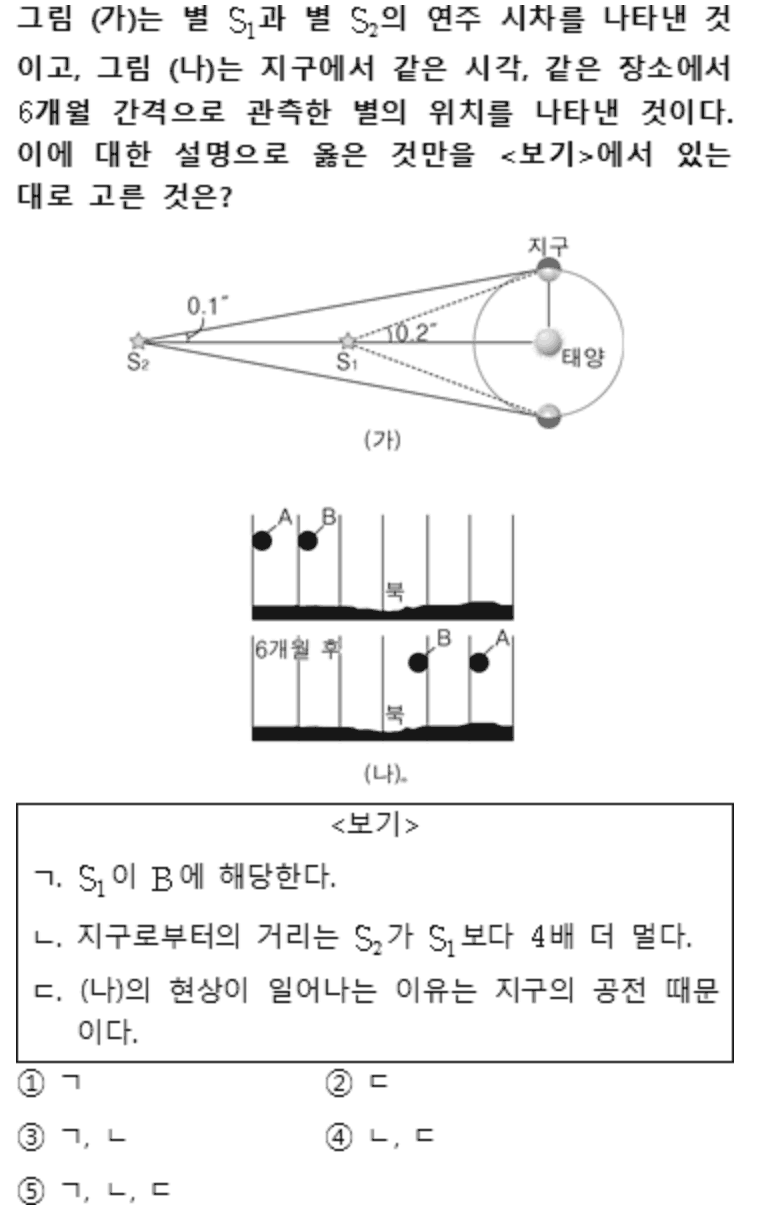 그림 (가)는 별 S₁과 별 S₂의 연주 시차를 나타낸 것
이고, 그림 (나)는 지구에서 같은 시각, 같은 장소에서
6개월 간격으로 관측한 별의 위치를 나타낸 것이다.
이에 대한 설명으로 옳은 것만을 <보기>에서 있는
대로 고른 것은?
지구
0.1″
0.2″
S₂
S₁
태양
(가)
A B
북
6개월 후 B A
북
(나).
<보기>
ㄱ. S₁이 B에 해당한다.
ㄴ. 지구로부터의 거리는 S₂가 S₁보다 4배 더 멀다.
ㄷ. (나)의 현상이 일어나는 이유는 지구의 공전 때문
이다.
① ㄱ ② ㄷ
③ ㄱ, ㄴ ④ ㄴ, ㄷ
⑤ ㄱ, ㄴ, ㄷ